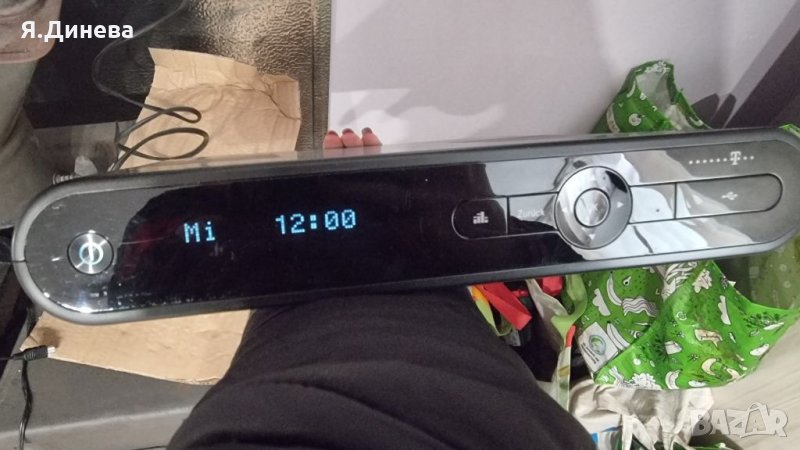 Я.Динева
Mi 12:00
Zurück
T
BAZAR